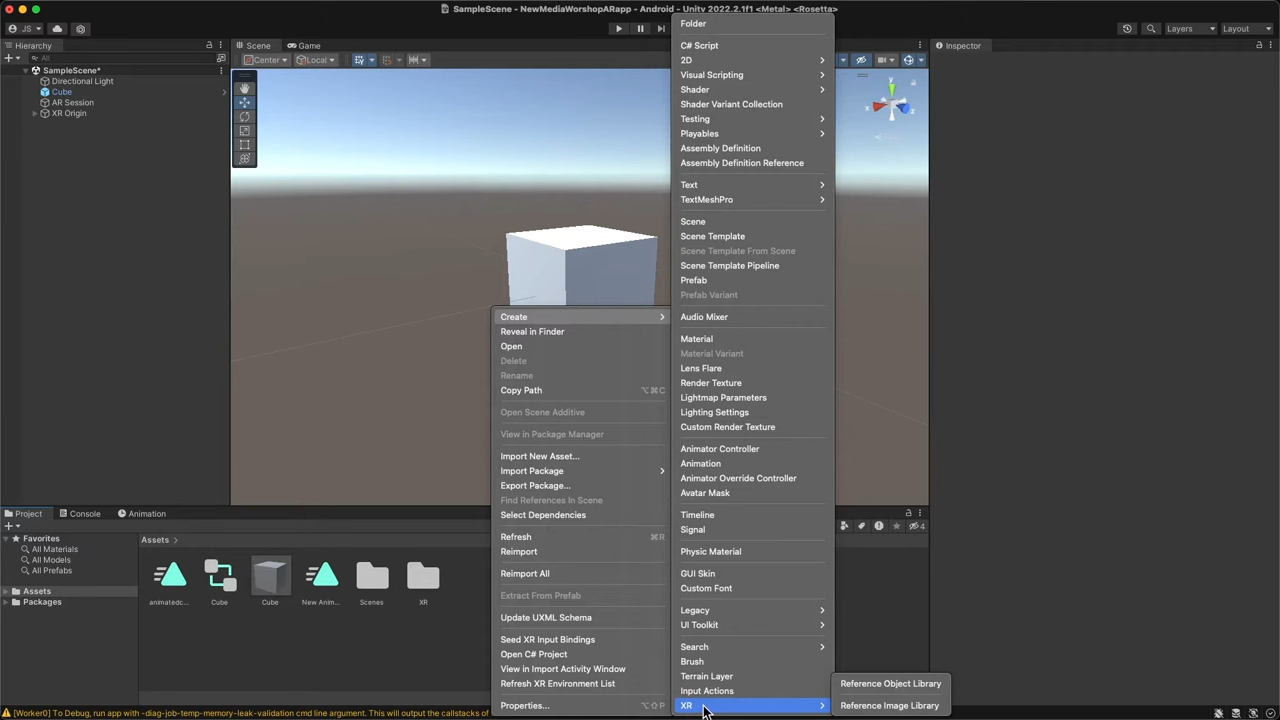 SampleScene - NewMediaWorshopARapp - Android - Unity 2022.2.1f1 <Metal> <Rosetta>
JS
Layers
Layout
Hierarchy
All
SampleScene*
Directional Light
Cube
AR Session
XR Origin
Scene
Game
Center
Local
Inspector
x
y
z
Create
Reveal in Finder
Open
Delete
Rename
Copy Path ⌥⌘C
Open Scene Additive
View in Package Manager
Import New Asset...
Import Package
Export Package...
Find References In Scene
Select Dependencies
Refresh ⌘R
Reimport
Reimport All
Extract From Prefab
Update UXML Schema
Seed XR Input Bindings
Open C# Project
View in Import Activity Window
Refresh XR Environment List
Properties... ⌥⇧P
Folder
C# Script
2D
Visual Scripting
Shader
Shader Variant Collection
Testing
Playables
Assembly Definition
Assembly Definition Reference
Text
TextMeshPro
Scene
Scene Template
Scene Template From Scene
Scene Template Pipeline
Prefab
Prefab Variant
Audio Mixer
Material
Material Variant
Lens Flare
Render Texture
Lightmap Parameters
Lighting Settings
Custom Render Texture
Animator Controller
Animation
Animator Override Controller
Avatar Mask
Timeline
Signal
Physic Material
GUI Skin
Custom Font
Legacy
UI Toolkit
Search
Brush
Terrain Layer
Input Actions
XR
Reference Object Library
Reference Image Library
Project
Console
Animation
4
Favorites
All Materials
All Models
All Prefabs
Assets
Packages
Assets
animatedc...
Cube
Cube
New Anim...
Scenes
XR
[Worker0] To Debug, run app with -diag-job-temp-memory-leak-validation cmd line argument. This will output the callstacks of